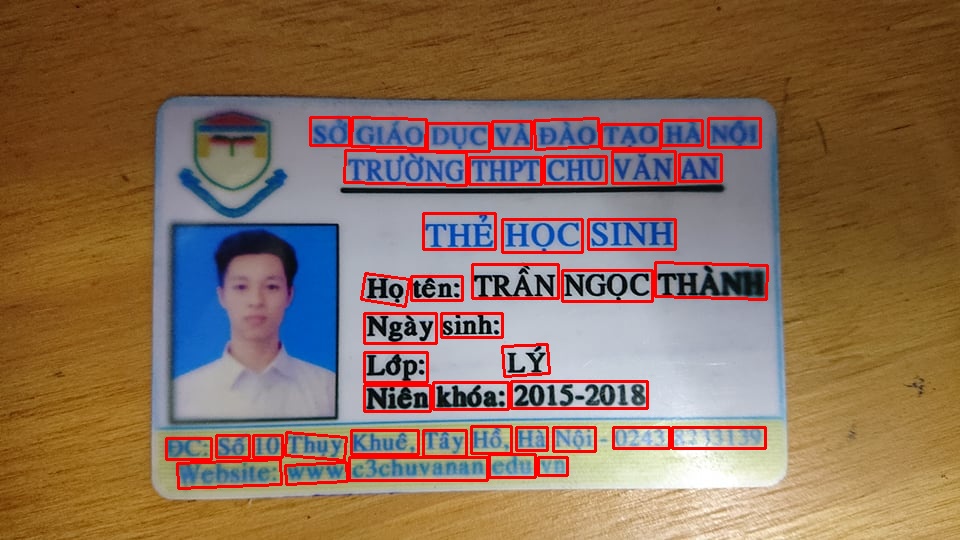 SỞ GIÁO DỤC VÀ ĐÀO TẠO HÀ NỘI
TRƯỜNG THPT CHU VĂN AN
THẺ HỌC SINH
Họ tên: TRẦN NGỌC THÀNH
Ngày sinh:
Lớp: LÝ
Niên khóa: 2015-2018
ĐC: Số 10 Thụy Khuê, Tây Hồ, Hà Nội - 0243
Website: www c3chuvanan edu vn